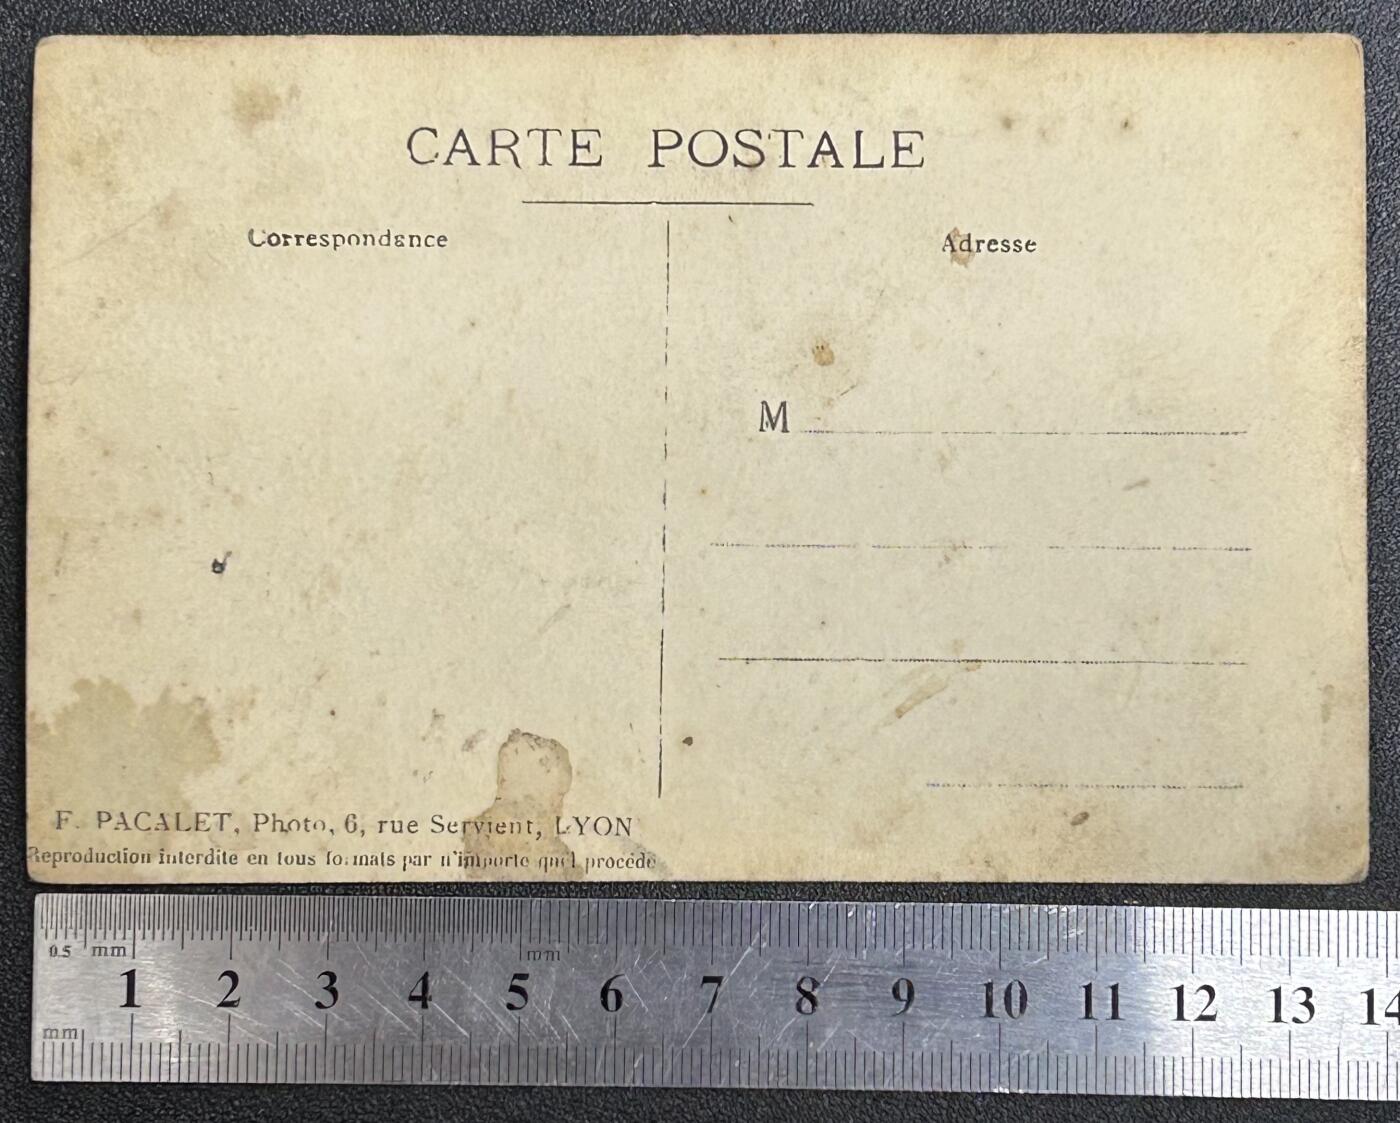 CARTE POSTALE
Correspondance
Adresse
M
F. PACALET, Photo, 6, rue Servient, LYON
Reproduction interdite en tous formats par n'importe quel procédé
0.5 mm
mm
1 2 3 4 5 6 7 8 9 10 11 12 13 14
mm